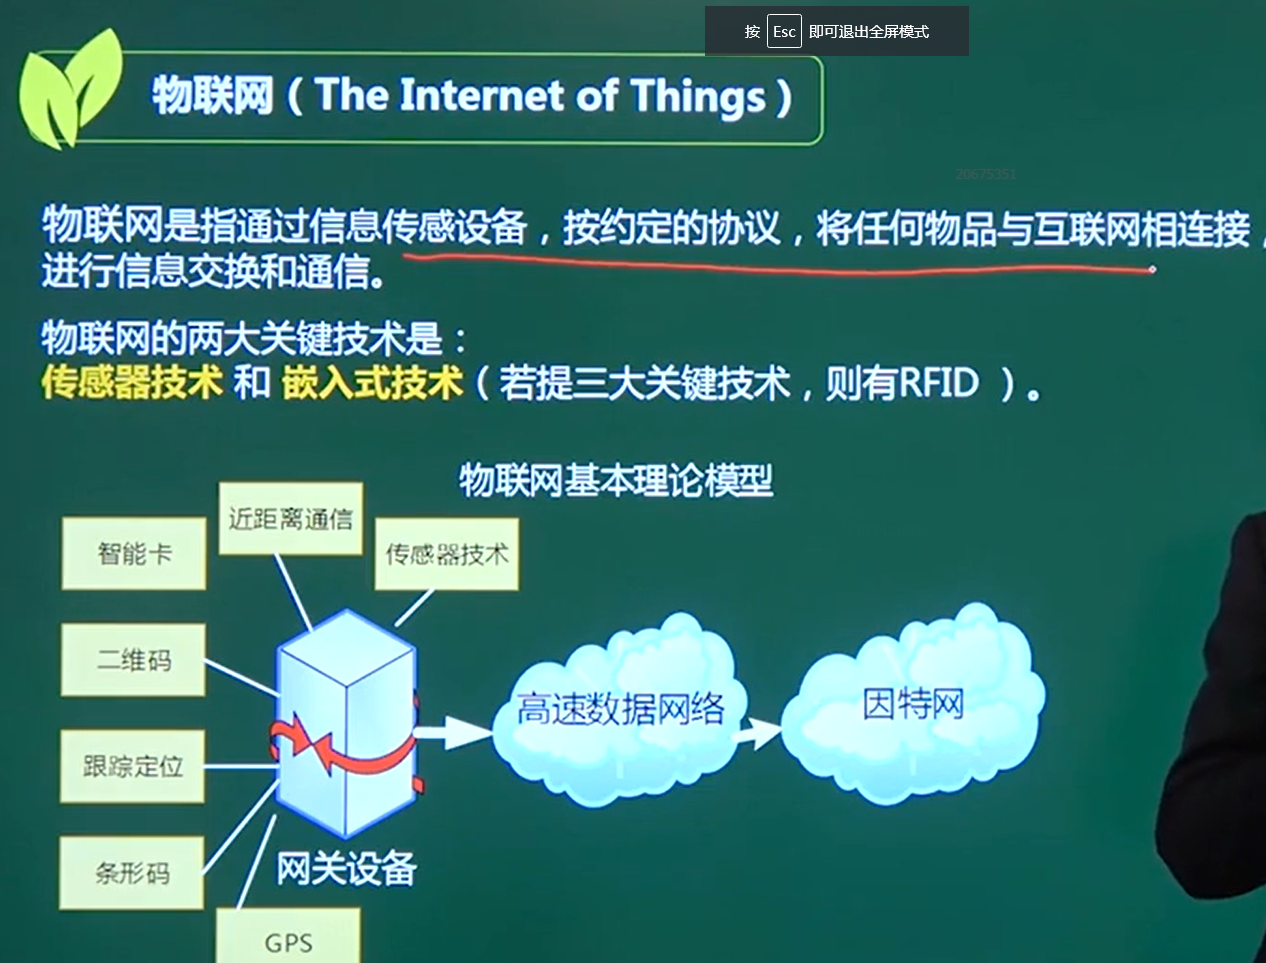 按 Esc 即可退出全屏模式
物联网（The Internet of Things）
20675351
物联网是指通过信息传感设备，按约定的协议，将任何物品与互联网相连接，
进行信息交换和通信。
物联网的两大关键技术是：
传感器技术 和 嵌入式技术（若提三大关键技术，则有RFID ）。
物联网基本理论模型
近距离通信
智能卡
传感器技术
二维码
高速数据网络
因特网
跟踪定位
条形码
网关设备
GPS